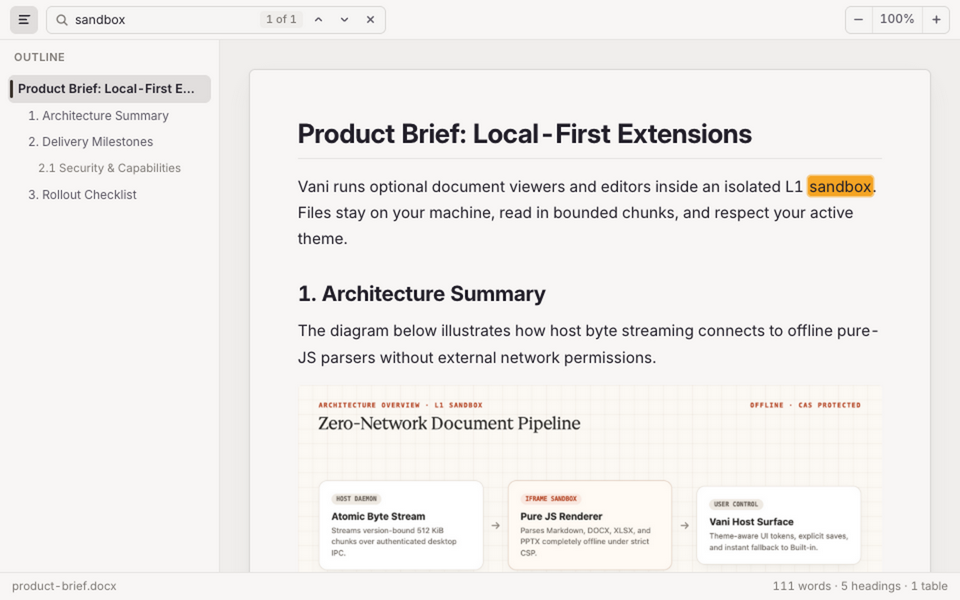 sandbox
1 of 1
100%
OUTLINE
Product Brief: Local-First E...
1. Architecture Summary
2. Delivery Milestones
2.1 Security & Capabilities
3. Rollout Checklist
Product Brief: Local-First Extensions
Vani runs optional document viewers and editors inside an isolated L1 sandbox.
Files stay on your machine, read in bounded chunks, and respect your active
theme.
1. Architecture Summary
The diagram below illustrates how host byte streaming connects to offline pure-
JS parsers without external network permissions.
ARCHITECTURE OVERVIEW · L1 SANDBOX
OFFLINE · CAS PROTECTED
Zero-Network Document Pipeline
HOST DAEMON
Atomic Byte Stream
Streams version-bound 512 KiB
chunks over authenticated desktop
IPC.
→
IFRAME SANDBOX
Pure JS Renderer
Parses Markdown, DOCX, XLSX, and
PPTX completely offline under strict
CSP.
→
USER CONTROL
Vani Host Surface
Theme-aware UI tokens, explicit saves,
and instant fallback to Built-in.
product-brief.docx
111 words · 5 headings · 1 table